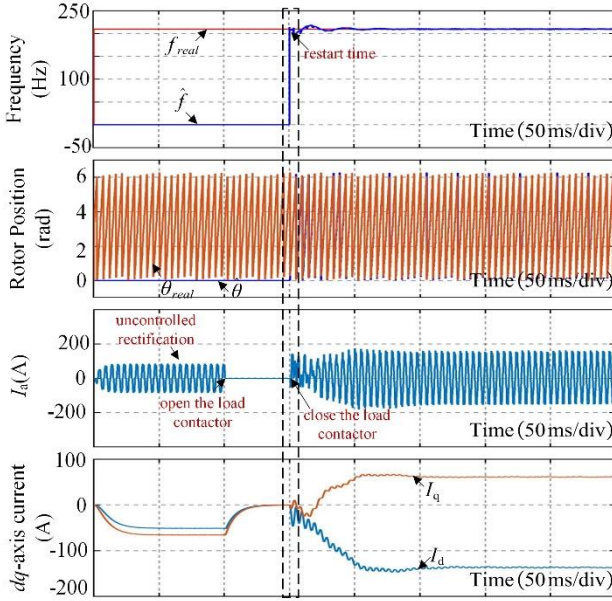 250
100
-50
Frequency
(Hz)
f_real
f̂
restart time
Time (50 ms/div)
6
4
2
0
Rotor Position
(rad)
θ_real
θ
Time (50 ms/div)
200
0
-200
-400
I_a(A)
uncontrolled
rectification
open the load
contactor
close the load
contactor
Time (50 ms/div)
100
0
-100
-200
dq-axis current
(A)
I_q
I_d
Time (50 ms/div)